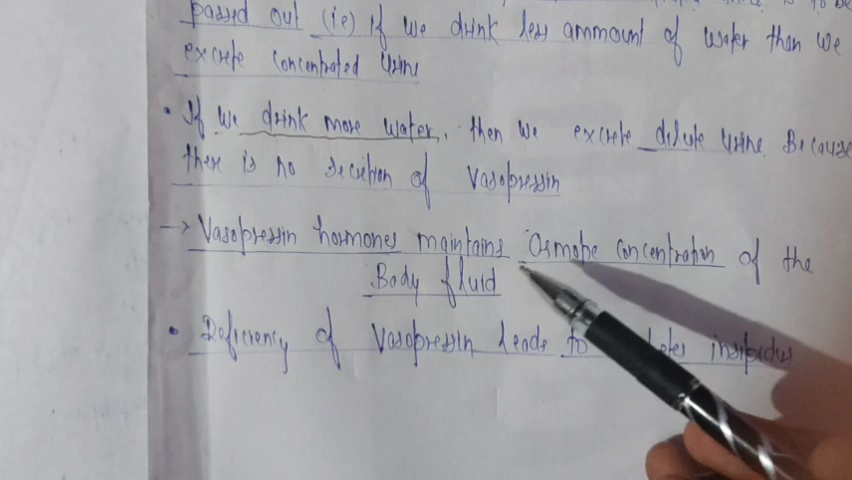 passed out (ie) if we drink less ammount of water then we
excrete concentrated urine
• If we drink more water, then we excrete dilute urine. Because
there is no secretion of Vasopressin
→ Vasopressin hormones maintains Osmotic concentration of the
Body fluid
• Deficiency of Vasopressin leads to insipidus.